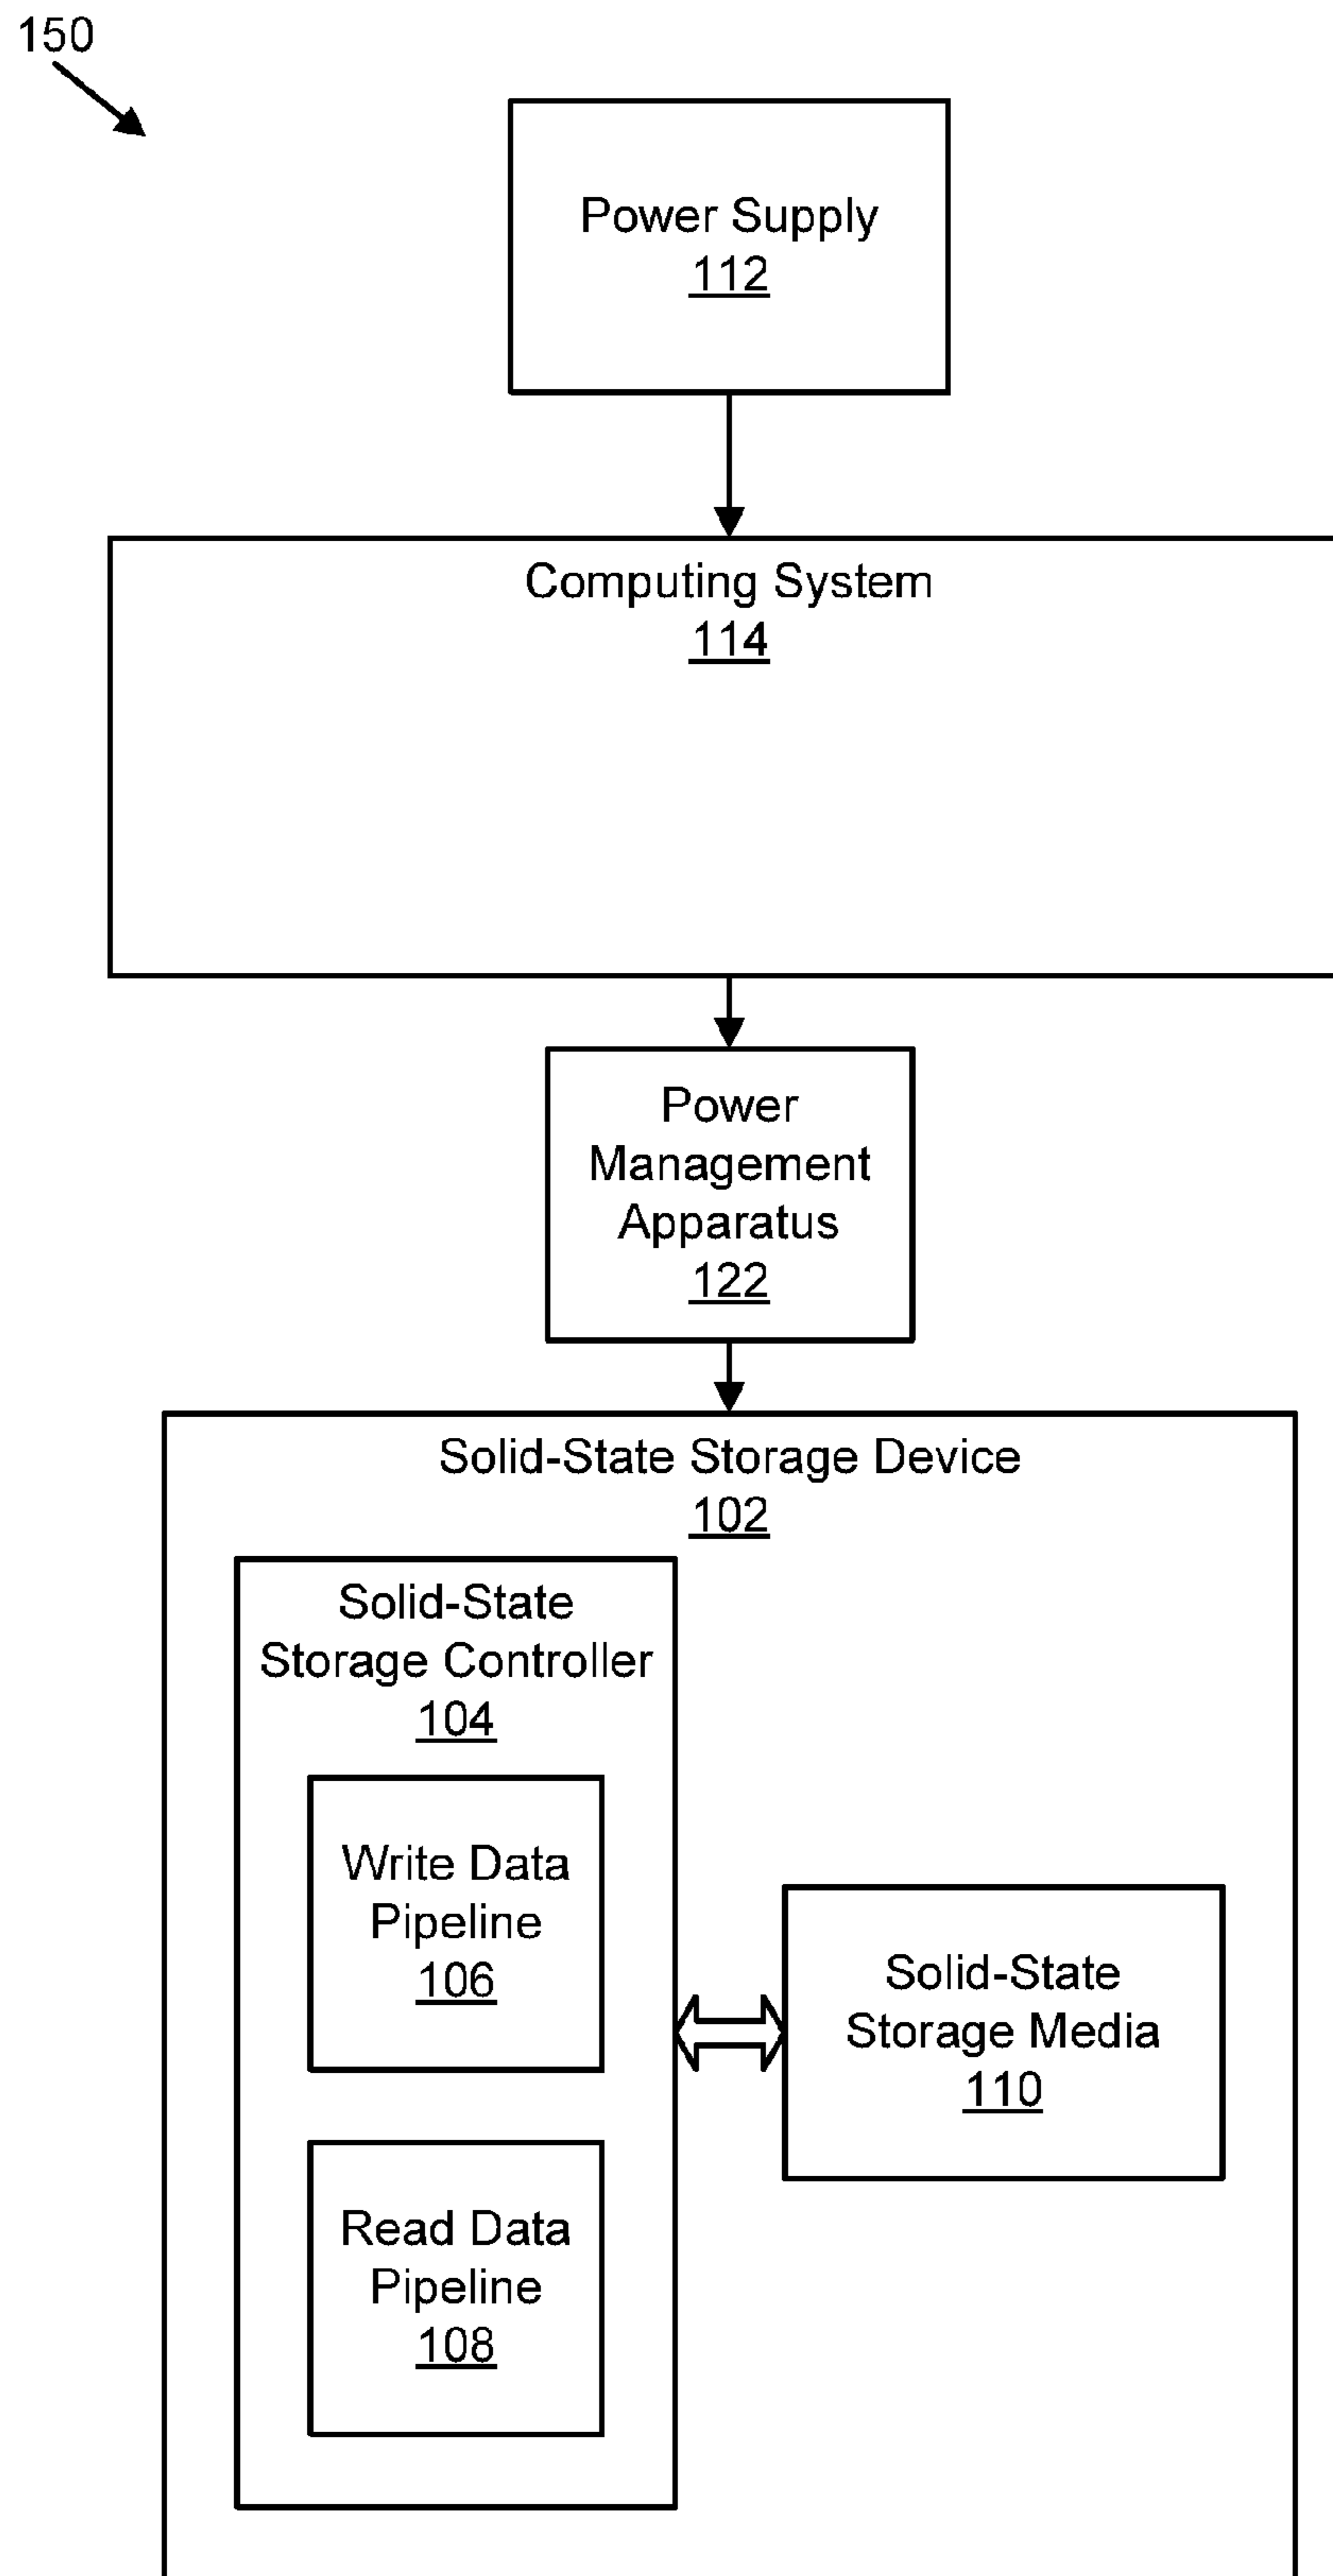 150
Power Supply
112
Computing System
114
Power
Management
Apparatus
122
Solid-State Storage Device
102
Solid-State
Storage Controller
104
Write Data
Pipeline
106
Solid-State
Storage Media
110
Read Data
Pipeline
108